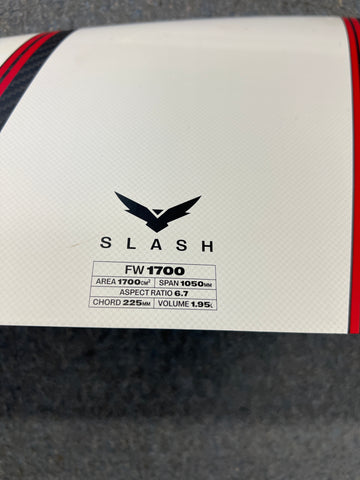 SLASH
FW 1700
AREA 1700CM² SPAN 1050MM
ASPECT RATIO 6.7
CHORD 225MM VOLUME 1.95L